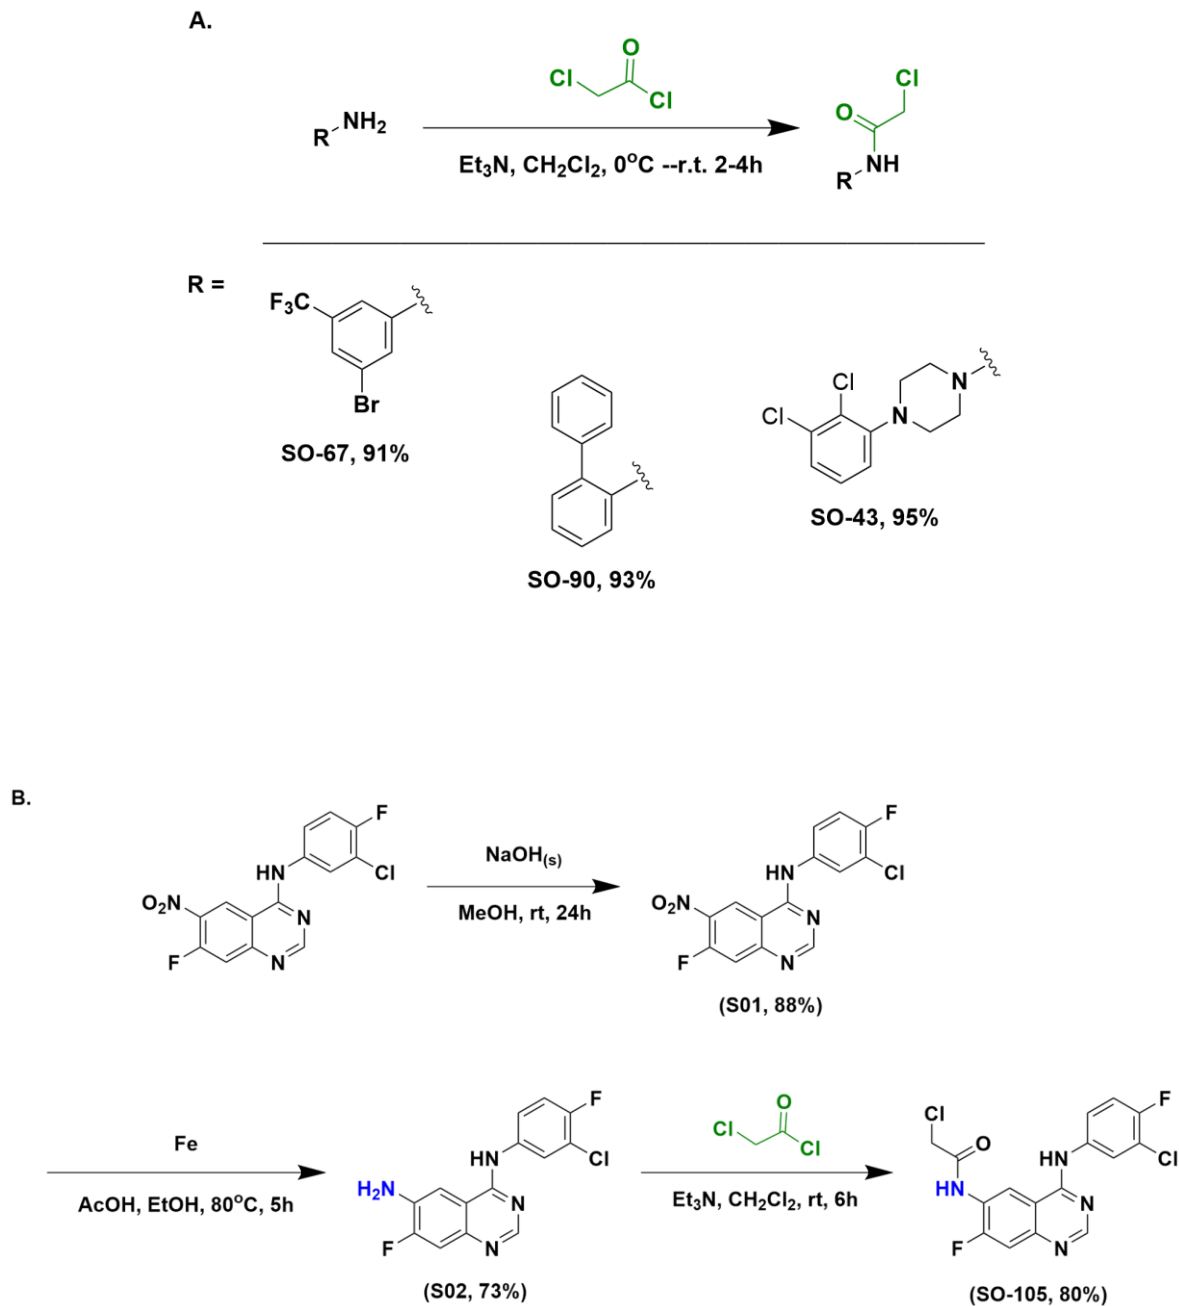 A.
Cl
O
Cl
R
NH2
Et3N, CH2Cl2, 0°C --r.t. 2-4h
Cl
O
NH
R
R =
F3C
Br
SO-67, 91%
SO-90, 93%
Cl
Cl
N
N
SO-43, 95%
B.
F
Cl
HN
O2N
N
F
N
NaOH(s)
MeOH, rt, 24h
F
Cl
HN
O2N
N
F
N
(S01, 88%)
Fe
AcOH, EtOH, 80°C, 5h
F
Cl
HN
H2N
N
F
N
(S02, 73%)
O
Cl
Cl
Et3N, CH2Cl2, rt, 6h
Cl
O
HN
F
Cl
HN
N
F
N
(SO-105, 80%)